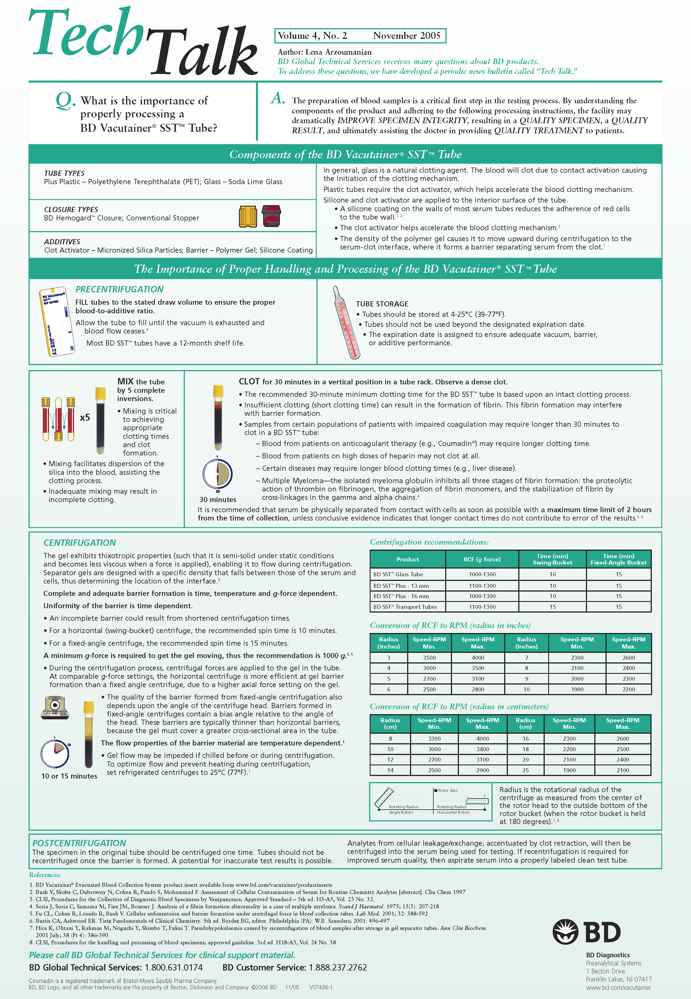 Tech Talk
Volume 4, No. 2 November 2005
Author: Lena Arzoumanian
BD Global Technical Services receives many questions about BD products.
To address these questions, we have developed a periodic news bulletin called “Tech Talk.”
Q. What is the importance of
properly processing a
BD Vacutainer® SST™ Tube?
A. The preparation of blood samples is a critical first step in the testing process. By understanding the
components of the product and adhering to the following processing instructions, the facility may
dramatically IMPROVE SPECIMEN INTEGRITY, resulting in a QUALITY SPECIMEN, a QUALITY
RESULT, and ultimately assisting the doctor in providing QUALITY TREATMENT to patients.
Components of the BD Vacutainer® SST™ Tube
TUBE TYPES
Plus Plastic – Polyethylene Terephthalate (PET); Glass – Soda Lime Glass
CLOSURE TYPES
BD Hemogard™ Closure; Conventional Stopper
ADDITIVES
Clot Activator – Micronized Silica Particles; Barrier – Polymer Gel; Silicone Coating
In general, glass is a natural clotting agent. The blood will clot due to contact activation causing
the initiation of the clotting mechanism.
Plastic tubes require the clot activator, which helps accelerate the blood clotting mechanism.
Silicone and clot activator are applied to the interior surface of the tube.
• A silicone coating on the walls of most serum tubes reduces the adherence of red cells
to the tube wall.1, 2
• The clot activator helps accelerate the blood clotting mechanism.1
• The density of the polymer gel causes it to move upward during centrifugation to the
serum-clot interface, where it forms a barrier separating serum from the clot.1
The Importance of Proper Handling and Processing of the BD Vacutainer® SST™ Tube
BD Vacutainer®
SST™
REF 367986
5.0
mL
PRECENTRIFUGATION
FILL tubes to the stated draw volume to ensure the proper
blood-to-additive ratio.
Allow the tube to fill until the vacuum is exhausted and
blood flow ceases.3
Most BD SST™ tubes have a 12-month shelf life.
TUBE STORAGE
• Tubes should be stored at 4-25°C (39-77°F).
• Tubes should not be used beyond the designated expiration date.
• The expiration date is assigned to ensure adequate vacuum, barrier,
or additive performance.
x5
MIX the tube
by 5 complete
inversions.
• Mixing is critical
to achieving
appropriate
clotting times
and clot
formation.
• Mixing facilitates dispersion of the
silica into the blood, assisting the
clotting process.
• Inadequate mixing may result in
incomplete clotting.
1
30
30 minutes
CLOT for 30 minutes in a vertical position in a tube rack. Observe a dense clot.
• The recommended 30-minute minimum clotting time for the BD SST™ tube is based upon an intact clotting process.
• Insufficient clotting (short clotting time) can result in the formation of fibrin. This fibrin formation may interfere
with barrier formation.
• Samples from certain populations of patients with impaired coagulation may require longer than 30 minutes to
clot in a BD SST™ tube:
– Blood from patients on anticoagulant therapy (e.g., Coumadin®) may require longer clotting time.
– Blood from patients on high doses of heparin may not clot at all.
– Certain diseases may require longer blood clotting times (e.g., liver disease).
– Multiple Myeloma—the isolated myeloma globulin inhibits all three stages of fibrin formation: the proteolytic
action of thrombin on fibrinogen, the aggregation of fibrin monomers, and the stabilization of fibrin by
cross-linkages in the gamma and alpha chains.4
It is recommended that serum be physically separated from contact with cells as soon as possible with a maximum time limit of 2 hours
from the time of collection, unless conclusive evidence indicates that longer contact times do not contribute to error of the results.1, 8
CENTRIFUGATION
The gel exhibits thixotropic properties (such that it is semi-solid under static conditions
and becomes less viscous when a force is applied), enabling it to flow during centrifugation.
Separator gels are designed with a specific density that falls between those of the serum and
cells, thus determining the location of the interface.5
Complete and adequate barrier formation is time, temperature and g-force dependent.
Uniformity of the barrier is time dependent.
• An incomplete barrier could result from shortened centrifugation times.
• For a horizontal (swing-bucket) centrifuge, the recommended spin time is 10 minutes.
• For a fixed-angle centrifuge, the recommended spin time is 15 minutes.
A minimum g-force is required to get the gel moving, thus the recommendation is 1000 g.1, 5
• During the centrifugation process, centrifugal forces are applied to the gel in the tube.
At comparable g-force settings, the horizontal centrifuge is more efficient at gel barrier
formation than a fixed angle centrifuge, due to a higher axial force setting on the gel.
• The quality of the barrier formed from fixed-angle centrifugation also
depends upon the angle of the centrifuge head. Barriers formed in
fixed-angle centrifuges contain a bias angle relative to the angle of
the head. These barriers are typically thinner than horizontal barriers,
because the gel must cover a greater cross-sectional area in the tube.
The flow properties of the barrier material are temperature dependent.1
• Gel flow may be impeded if chilled before or during centrifugation.
To optimize flow and prevent heating during centrifugation,
set refrigerated centrifuges to 25°C (77°F).1
1
10
10 or 15 minutes
Centrifugation recommendations:
Product RCF (g force) Time (min) Swing-Bucket Time (min) Fixed-Angle Bucket
BD SST™ Glass Tube 1000-1300 10 15
BD SST™ Plus - 13 mm 1100-1300 10 15
BD SST™ Plus - 16 mm 1000-1300 10 15
BD SST™ Transport Tubes 1100-1300 15 15
Conversion of RCF to RPM (radius in inches)
Radius (Inches) Speed–RPM Min. Speed–RPM Max. Radius (Inches) Speed–RPM Min. Speed–RPM Max.
3 3500 4000 7 2300 2600
4 3000 3500 8 2100 2400
5 2700 3100 9 2000 2300
6 2500 2800 10 1900 2200
Conversion of RCF to RPM (radius in centimeters)
Radius (cm) Speed–RPM Min. Speed–RPM Max. Radius (cm) Speed–RPM Min. Speed–RPM Max.
8 3300 4000 16 2300 2600
10 3000 3400 18 2200 2500
12 2700 3100 20 2100 2400
14 2500 2900 25 1900 2100
Rotor Axis
Rotating Radius
Angle Rotors
Rotating Radius
Horizontal Rotors
Radius is the rotational radius of the
centrifuge as measured from the center of
the rotor head to the outside bottom of the
rotor bucket (when the rotor bucket is held
at 180 degrees).1, 8
POSTCENTRIFUGATION
The specimen in the original tube should be centrifuged one time. Tubes should not be
recentrifuged once the barrier is formed. A potential for inaccurate test results is possible.
Analytes from cellular leakage/exchange, accentuated by clot retraction, will then be
centrifuged into the serum being used for testing. If recentrifugation is required for
improved serum quality, then aspirate serum into a properly labeled clean test tube.
References:
1. BD Vacutainer® Evacuated Blood Collection System product insert available from www.bd.com/vacutainer/productinserts
2. Bush V, Skobe C, Dubrowny N, Cohen R, Pando S, Mohammad F. Assessment of Cellular Contamination of Serum for Routine Chemistry Analytes [abstract]. Clin Chem 1997
3. CLSI, Procedures for the Collection of Diagnostic Blood Specimens by Venipuncture; Approved Standard – 5th ed. H3-A5, Vol. 23 No. 32.
4. Soria J, Soria C, Samama M, Fine JM, Bousser J. Analysis of a fibrin formation abnormality in a case of multiple myeloma. Scand J Haematol. 1975; 15(3): 207-218
5. Fu CL, Cohen R, Losado R, Bush V. Cellular sedimentaion and barrier formation under centrifugal force in blood collection tubes. Lab Med. 2001; 32: 588-592
6. Burtis CA, Ashwood ER. Tietz Fundamentals of Clinical Chemistry. 5th ed. Bordez BG, editor. Philadelphia (PA): W.B. Saunders; 2001: 496-497
7. Hira K, Ohtani Y, Rahman M, Noguchi Y, Shimbo T, Fukui T. Pseudohypokalaemia caused by recentrifugation of blood samples after storage in gel separator tubes. Ann Clin Biochem.
2001 July; 38 (Pt 4): 386-390
8. CLSI, Procedures for the handling and processing of blood specimens; approved guideline. 3rd ed. H18-A3, Vol. 24 No. 38
Please call BD Global Technical Services for clinical support material.
BD Global Technical Services: 1.800.631.0174 BD Customer Service: 1.888.237.2762
Coumadin is a registered trademark of Bristol-Myers Squibb Pharma Company.
BD, BD Logo, and all other trademarks are the property of Becton, Dickinson and Company. ©2006 BD. 11/05 VS7436-1
BD
BD Diagnostics
Preanalytical Systems
1 Becton Drive
Franklin Lakes, NJ 07417
www.bd.com/vacutainer